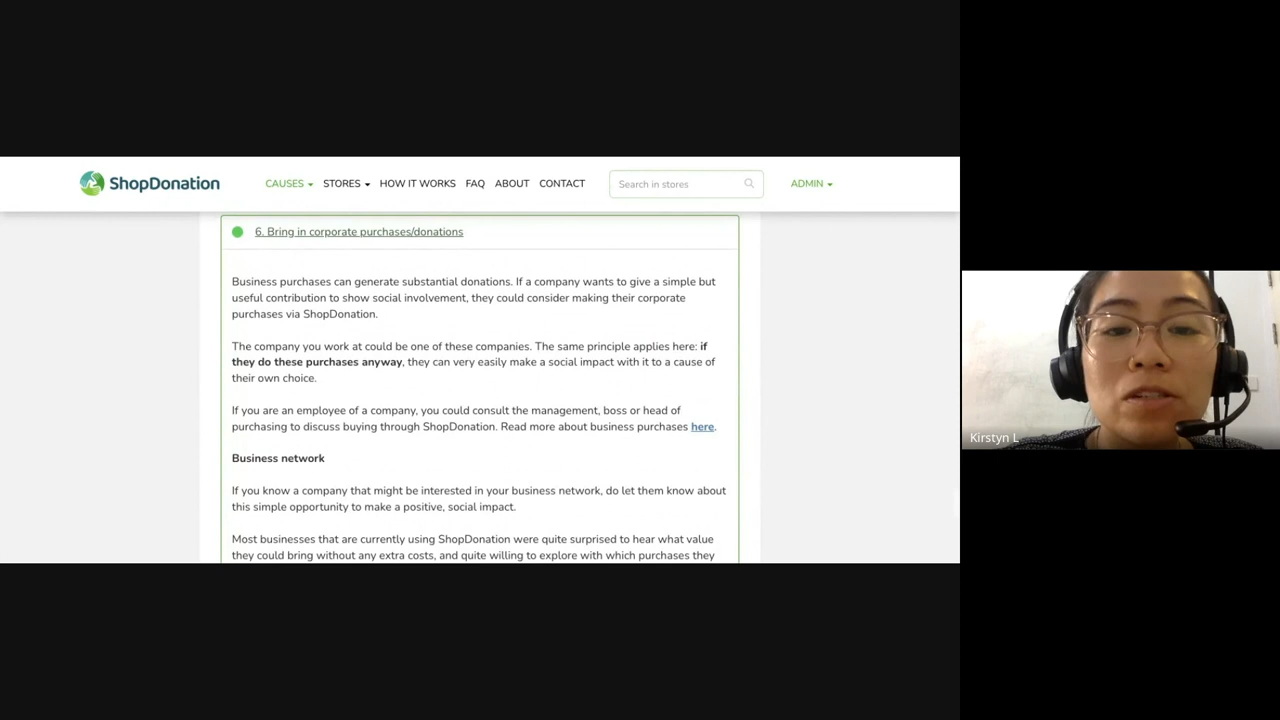 ShopDonation
CAUSES STORES HOW IT WORKS FAQ ABOUT CONTACT Search in stores ADMIN
6. Bring in corporate purchases/donations
Business purchases can generate substantial donations. If a company wants to give a simple but
useful contribution to show social involvement, they could consider making their corporate
purchases via ShopDonation.
The company you work at could be one of these companies. The same principle applies here: if
they do these purchases anyway, they can very easily make a social impact with it to a cause of
their own choice.
If you are an employee of a company, you could consult the management, boss or head of
purchasing to discuss buying through ShopDonation. Read more about business purchases here.
Business network
If you know a company that might be interested in your business network, do let them know about
this simple opportunity to make a positive, social impact.
Most businesses that are currently using ShopDonation were quite surprised to hear what value
they could bring without any extra costs, and quite willing to explore with which purchases they
Kirstyn L